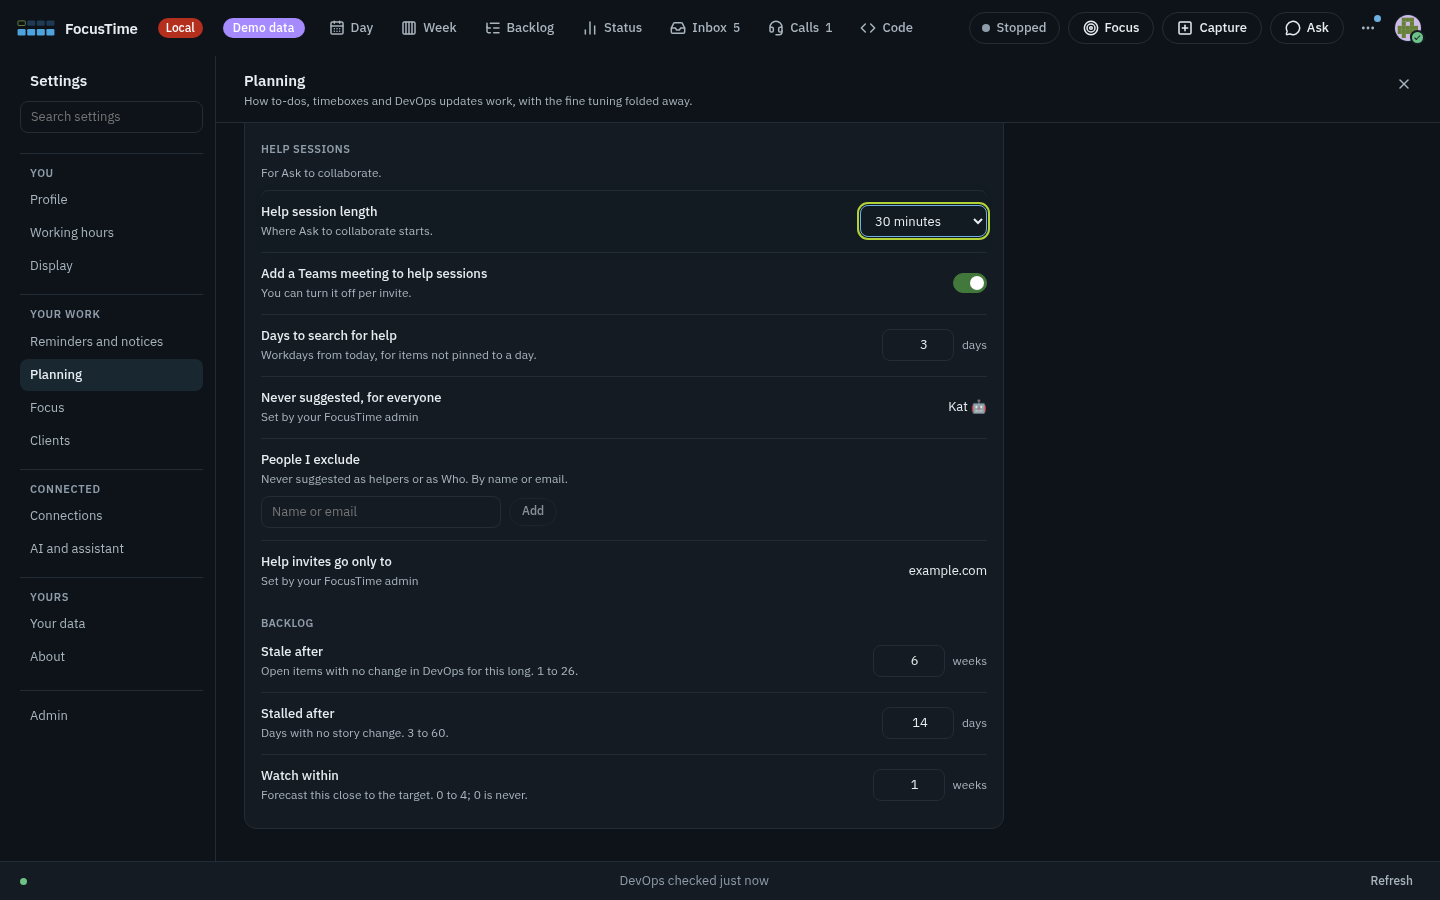 FocusTime
Local
Demo data
Day
Week
Backlog
Status
Inbox 5
Calls 1
Code
Stopped
Focus
Capture
Ask
Settings
Search settings
YOU
Profile
Working hours
Display
YOUR WORK
Reminders and notices
Planning
Focus
Clients
CONNECTED
Connections
AI and assistant
YOURS
Your data
About
Admin
Planning
How to-dos, timeboxes and DevOps updates work, with the fine tuning folded away.
HELP SESSIONS
For Ask to collaborate.
Help session length
Where Ask to collaborate starts.
30 minutes
Add a Teams meeting to help sessions
You can turn it off per invite.
Days to search for help
Workdays from today, for items not pinned to a day.
3 days
Never suggested, for everyone
Set by your FocusTime admin
Kat 🤖
People I exclude
Never suggested as helpers or as Who. By name or email.
Name or email
Add
Help invites go only to
Set by your FocusTime admin
example.com
BACKLOG
Stale after
Open items with no change in DevOps for this long. 1 to 26.
6 weeks
Stalled after
Days with no story change. 3 to 60.
14 days
Watch within
Forecast this close to the target. 0 to 4; 0 is never.
1 weeks
DevOps checked just now
Refresh